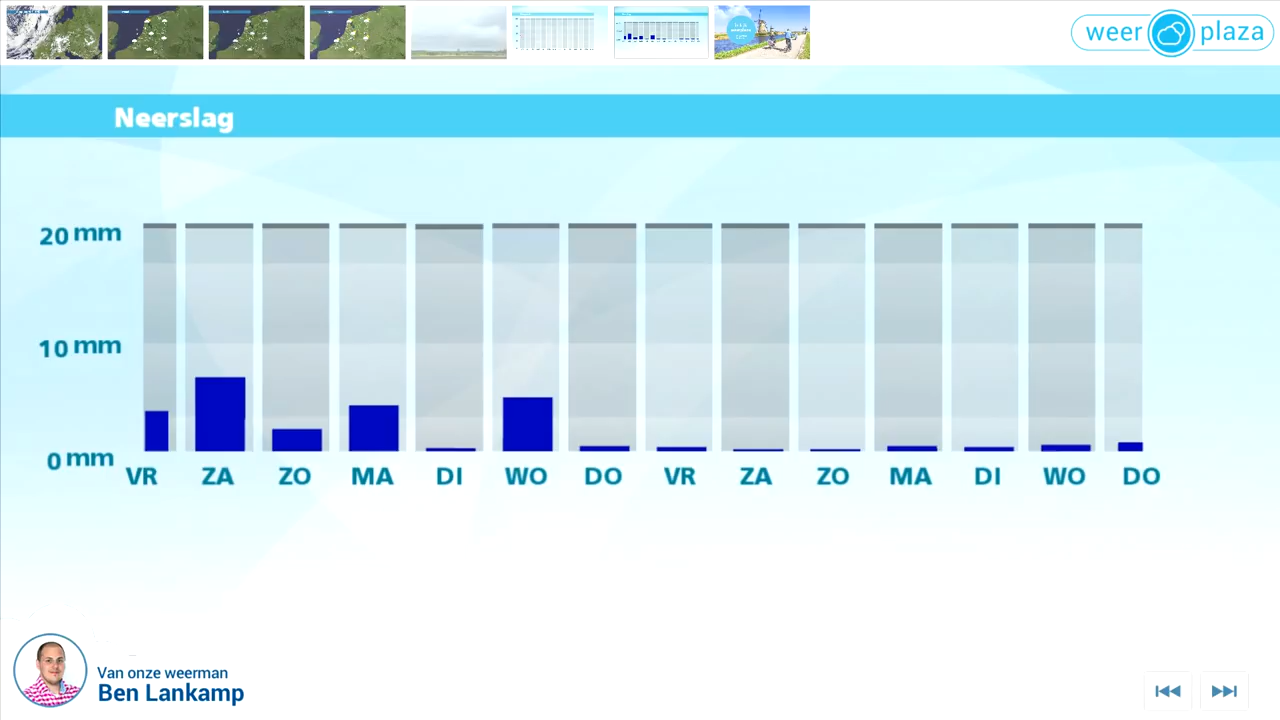 weer plaza
Neerslag
20 mm
10 mm
0 mm
VR ZA ZO MA DI WO DO VR ZA ZO MA DI WO DO
Van onze weerman
Ben Lankamp